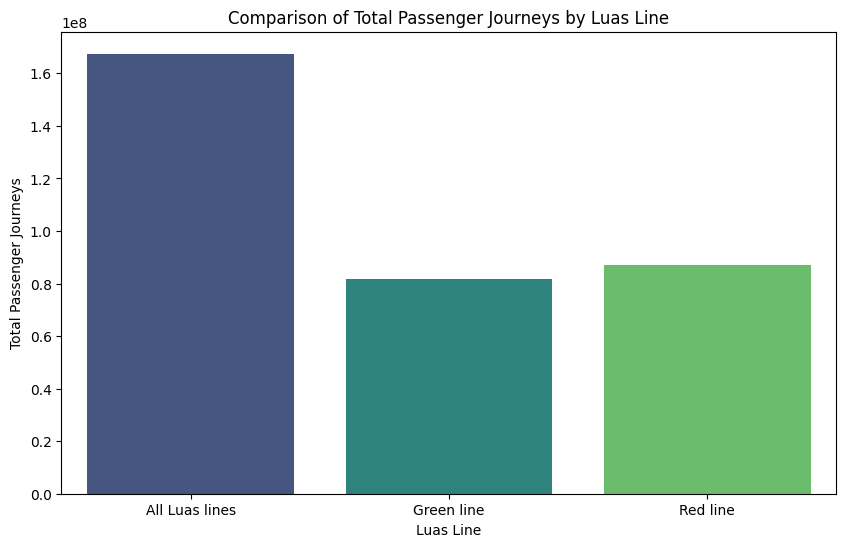 Comparison of Total Passenger Journeys by Luas Line
1e8
1.6
1.4
1.2
1.0
0.8
0.6
0.4
0.2
0.0
Total Passenger Journeys
All Luas lines
Green line
Red line
Luas Line